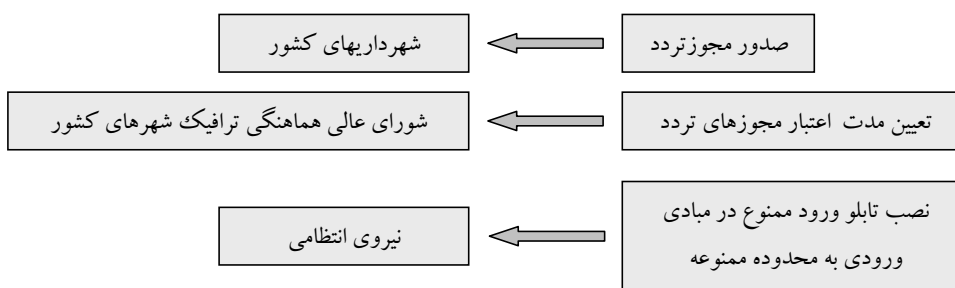 صدور مجوزتردد
شهرداریهای کشور
تعیین مدت اعتبار مجوزهای تردد
شورای عالی هماهنگی ترافیک شهرهای کشور
نصب تابلو ورود ممنوع در مبادی
ورودی به محدوده ممنوعه
نیروی انتظامی